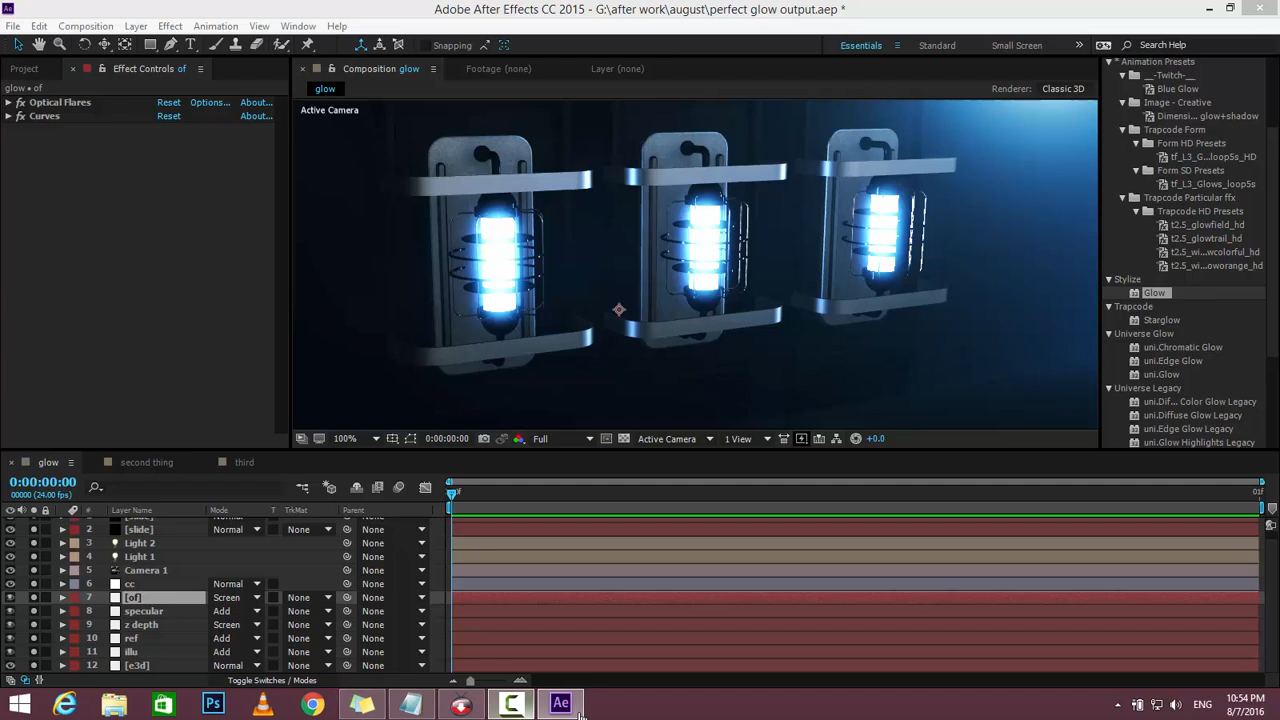 Adobe After Effects CC 2015 - G:\after work\august\perfect glow output.aep *
File Edit Composition Layer Effect Animation View Window Help
Snapping
Essentials Standard Small Screen Search Help
Project Effect Controls of
Optical Flares Reset Options... About...
Curves Reset About...
Composition glow Footage (none) Layer (none)
glow Renderer: Classic 3D
Active Camera
* Animation Presets
__-Twitch-__
Blue Glow
Image - Creative
Dimensi... glow+shadow
Trapcode Form
Form HD Presets
tf_L3_G...loop5s_HD
Form SD Presets
tf_L3_Glows_loop5s
Trapcode Particular ffx
Trapcode HD Presets
t2.5_glowfield_hd
t2.5_glowtrail_hd
t2.5_wi...wcolorful_hd
t2.5_wi...oworange_hd
Stylize
Glow
Trapcode
Starglow
Universe Glow
uni.Chromatic Glow
uni.Edge Glow
uni.Glow
Universe Legacy
uni.Dif... Color Glow Legacy
uni.Diffuse Glow Legacy
uni.Edge Glow Legacy
uni.Glow Highlights Legacy
100% 0:00:00:00 Full Active Camera 1 View +0.0
glow second thing third
0:00:00:00
00000 (24.00 fps)
01f
# Layer Name Mode T TrkMat Parent
2 [slide] Normal None None
3 Light 2 None
4 Light 1 None
5 Camera 1 None
6 cc Normal None
7 [of] Screen None None
8 specular Add None None
9 z depth Screen None None
10 ref Add None None
11 illu Add None None
12 [e3d] Normal None None
Toggle Switches / Modes
Ps Ae
ENG
10:54 PM
8/7/2016